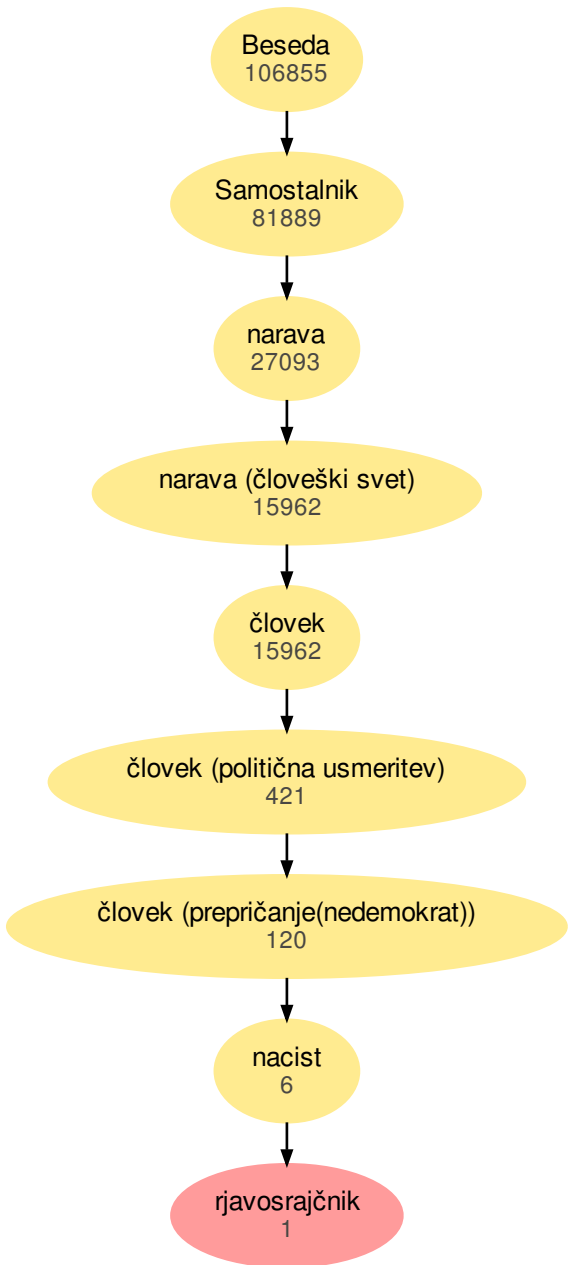 Beseda
106855
Samostalnik
81889
narava
27093
narava (človeški svet)
15962
človek
15962
človek (politična usmeritev)
421
človek (prepričanje(nedemokrat))
120
nacist
6
rjavosrajčnik
1